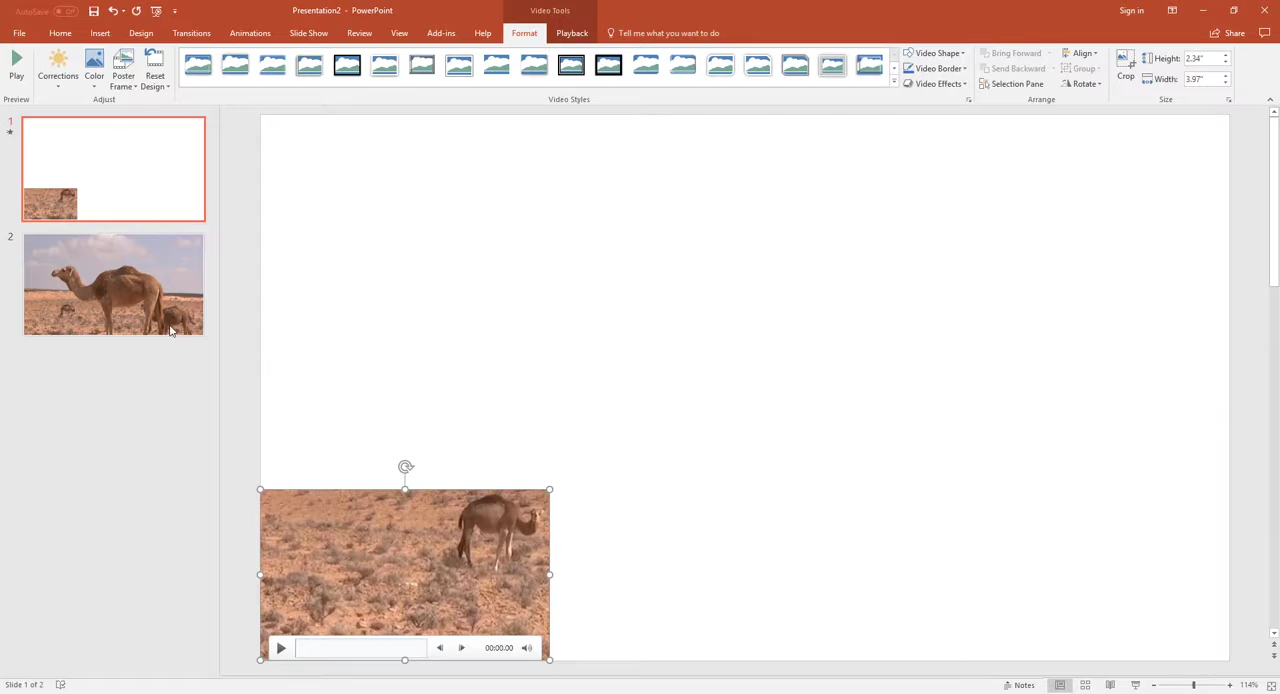 AutoSave Off Presentation2 - PowerPoint Video Tools Sign in
File Home Insert Design Transitions Animations Slide Show Review View Add-ins Help Format Playback Tell me what you want to do Share
Play Corrections Color Poster Frame Reset Design Video Shape Video Border Video Effects Bring Forward Send Backward Selection Pane Align Group Rotate Crop Height: 2.34" Width: 3.97"
Preview Adjust Video Styles Arrange Size
1
2
00:00.00
Slide 1 of 2 Notes 114%